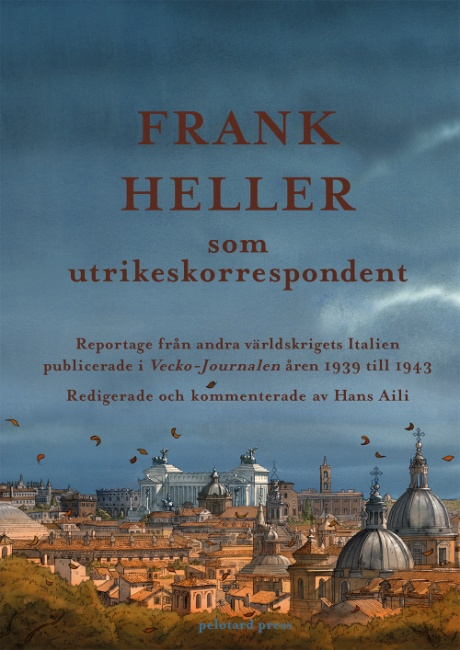 FRANK
HELLER
som
utrikeskorrespondent
Reportage från andra världskrigets Italien
publicerade i Vecko-Journalen åren 1939 till 1943
Redigerade och kommenterade av Hans Aili
pelotard press